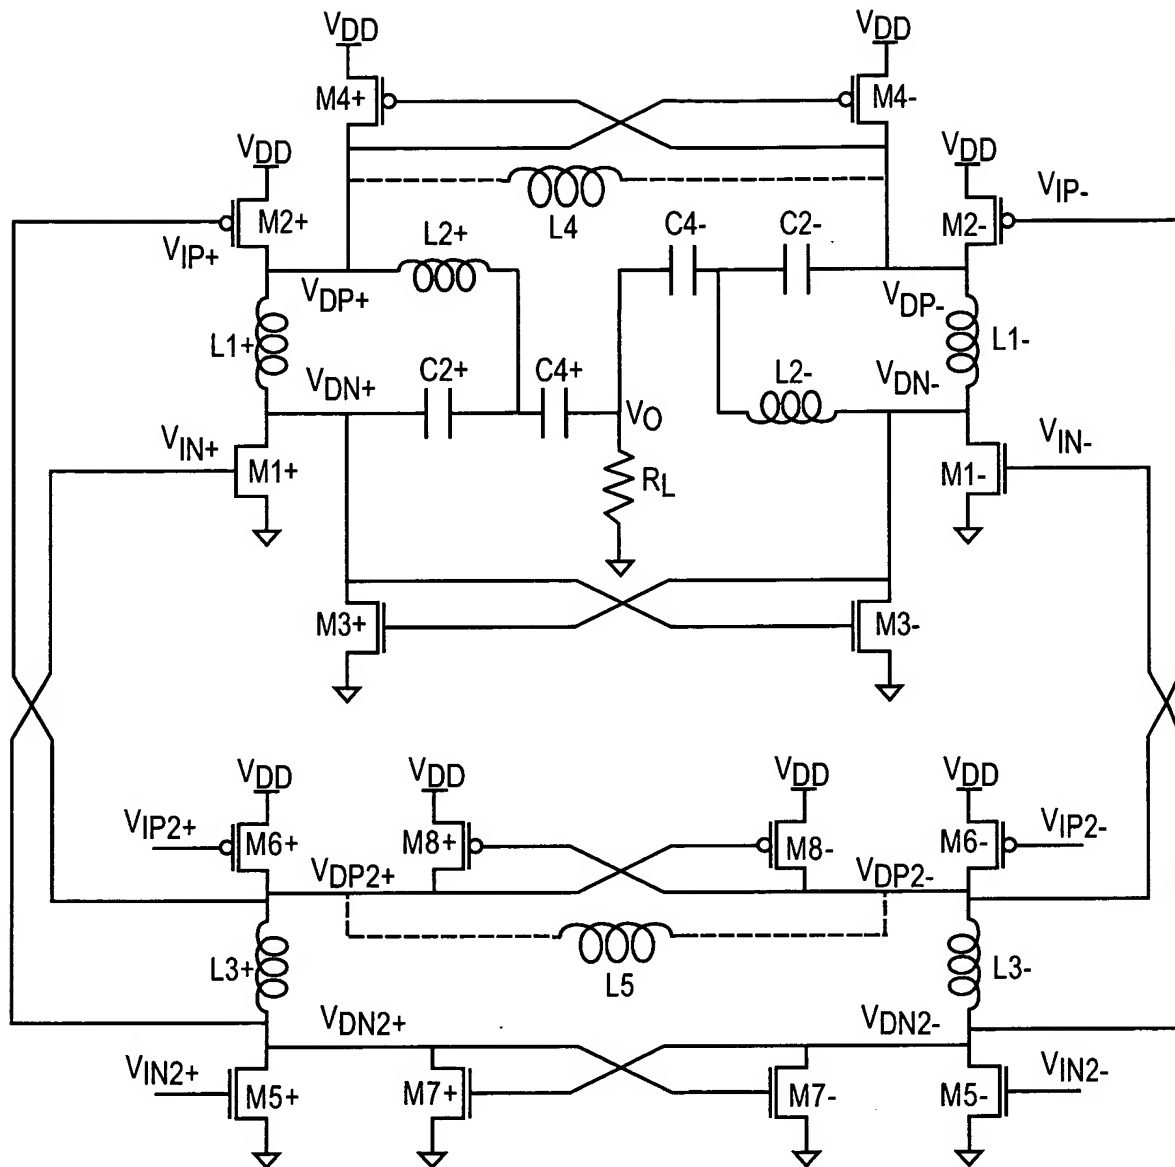 VDD VDD
M4+ M4-
VDD VDD
M2+ L4 M2- VIP-
VIP+ L2+ C4- C2-
VDP+ VDP-
L1+ L1-
VDN+ C2+ C4+ L2- VDN-
VIN+ VO VIN-
M1+ RL M1-
M3+ M3-
VDD VDD VDD VDD
VIP2+ M6+ M8+ M8- M6- VIP2-
VDP2+ VDP2-
L3+ L5 L3-
VDN2+ VDN2-
VIN2+ M5+ M7+ M7- M5- VIN2-